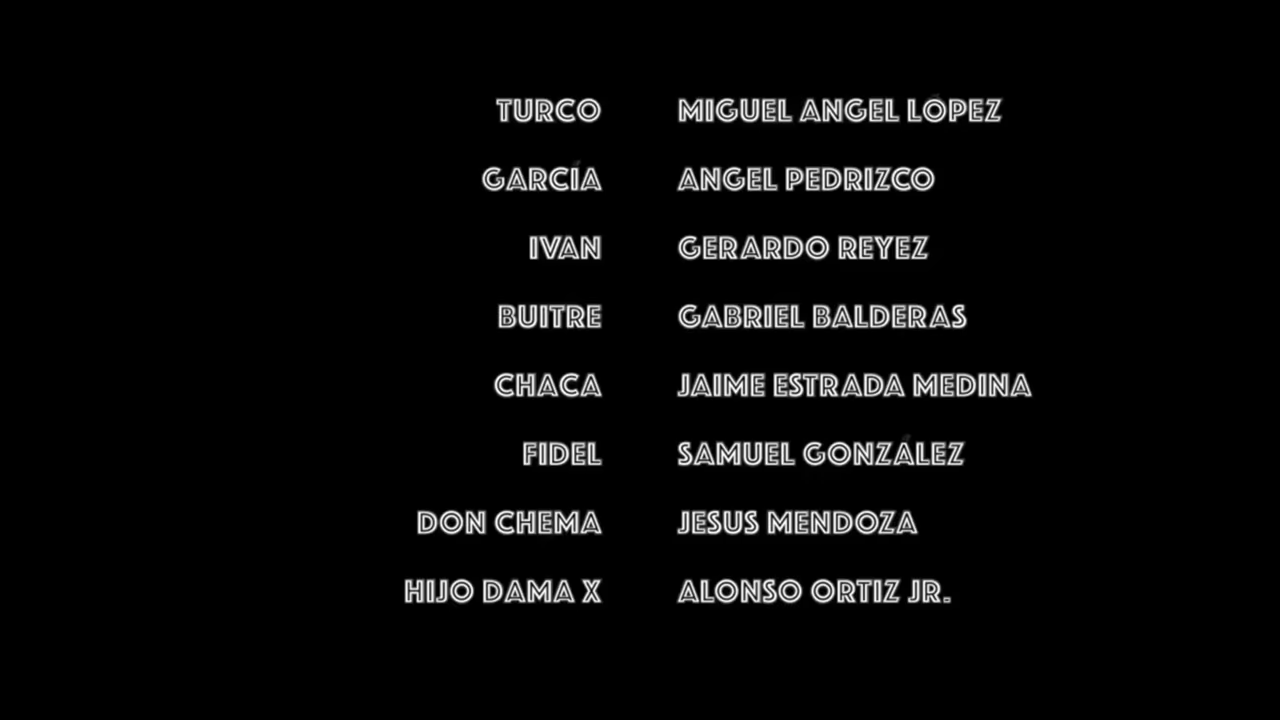 TURCO MIGUEL ANGEL LÓPEZ
GARCÍA ANGEL PEDRIZCO
IVAN GERARDO REYEZ
BUITRE GABRIEL BALDERAS
CHACA JAIME ESTRADA MEDINA
FIDEL SAMUEL GONZÁLEZ
DON CHEMA JESUS MENDOZA
HIJO DAMA X ALONSO ORTIZ JR.